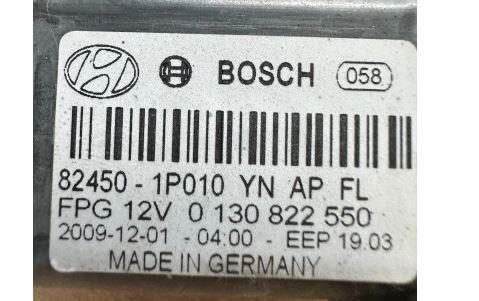 BOSCH 058
82450 - 1P010 YN AP FL
FPG 12V 0 130 822 550
2009-12-01 - 04:00 - EEP 19.03
MADE IN GERMANY